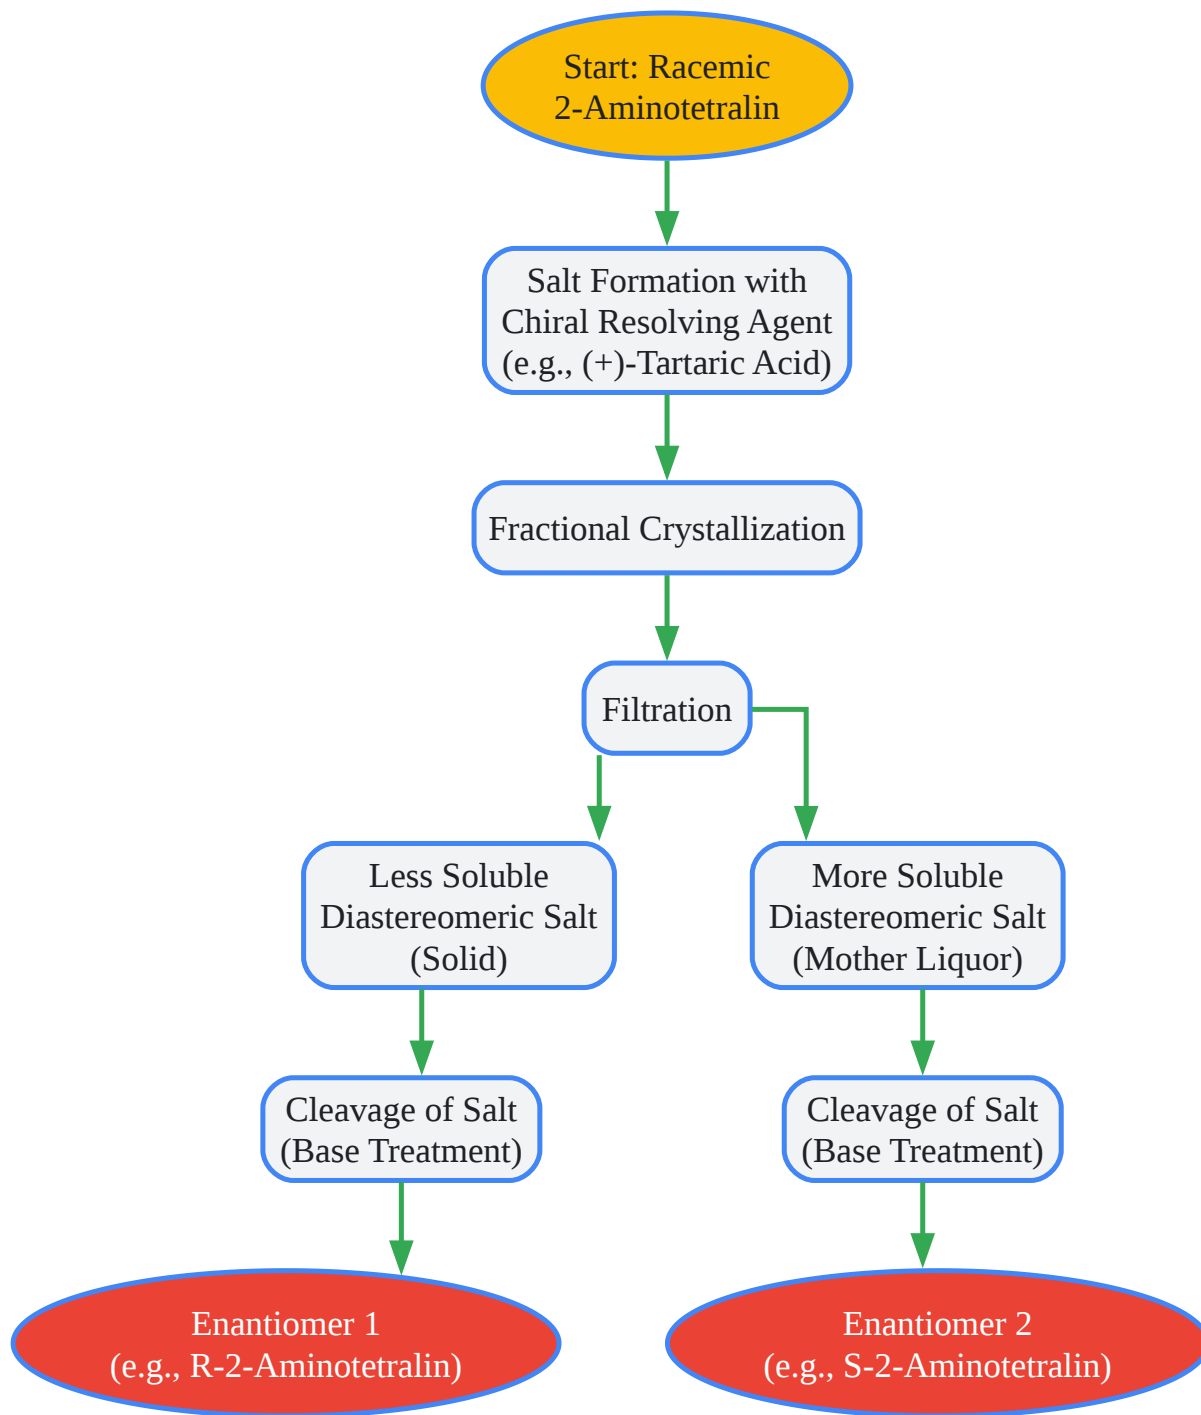 Start: Racemic
2-Aminotetralin
Salt Formation with
Chiral Resolving Agent
(e.g., (+)-Tartaric Acid)
Fractional Crystallization
Filtration
Less Soluble
Diastereomeric Salt
(Solid)
More Soluble
Diastereomeric Salt
(Mother Liquor)
Cleavage of Salt
(Base Treatment)
Cleavage of Salt
(Base Treatment)
Enantiomer 1
(e.g., R-2-Aminotetralin)
Enantiomer 2
(e.g., S-2-Aminotetralin)